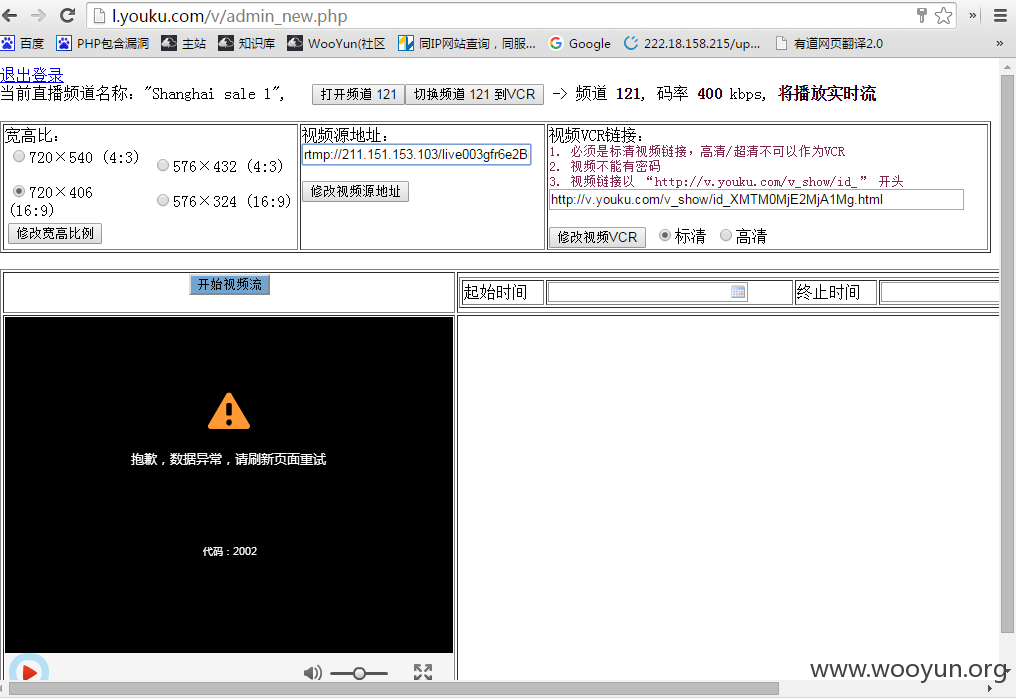 l.youku.com/v/admin_new.php
百度 PHP包含漏洞 主站 知识库 WooYun(社区 同IP网站查询，同服... Google 222.18.158.215/up... 有道网页翻译2.0 »
退出登录
当前直播频道名称: "Shanghai sale 1", 打开频道 121 切换频道 121 到VCR -> 频道 121, 码率 400 kbps, 将播放实时流
宽高比:
720×540 (4:3) 576×432 (4:3)
720×406 (16:9) 576×324 (16:9)
修改宽高比例
视频源地址:
rtmp://211.151.153.103/live003gfr6e2B
修改视频源地址
视频VCR链接:
1. 必须是标清视频链接，高清/超清不可以作为VCR
2. 视频不能有密码
3. 视频链接以 “http://v.youku.com/v_show/id_” 开头
http://v.youku.com/v_show/id_XMTM0MjE2MjA1Mg.html
修改视频VCR 标清 高清
开始视频流
起始时间 终止时间
抱歉，数据异常，请刷新页面重试
代码：2002
www.wooyun.org